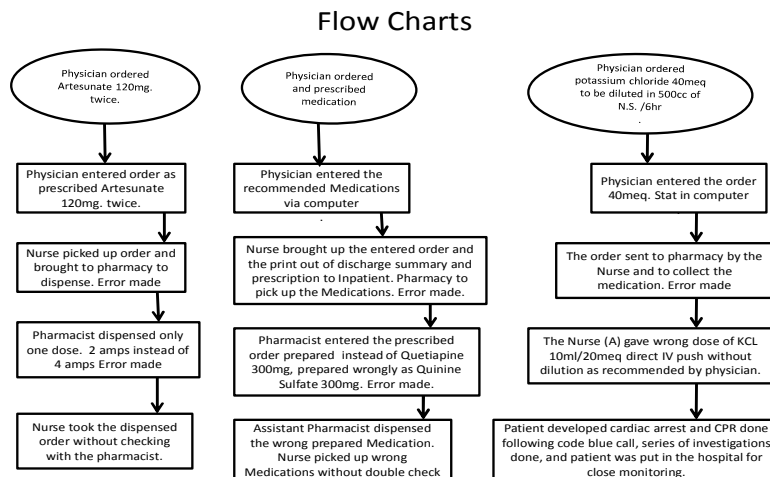 Flow Charts
Physician ordered
Artesunate 120mg.
twice.
Physician entered order as
prescribed Artesunate
120mg. twice.
Nurse picked up order and
brought to pharmacy to
dispense. Error made
Pharmacist dispensed only
one dose.  2 amps instead of
4 amps Error made
Nurse took the dispensed
order without checking
with the pharmacist.
Physician ordered
and prescribed
medication
Physician entered the
recommended Medications
via computer
.
Nurse brought up the entered order and
the print out of discharge summary and
prescription to Inpatient. Pharmacy to
pick up the Medications. Error made.
Pharmacist entered the prescribed
order prepared  instead of Quetiapine
300mg, prepared wrongly as Quinine
Sulfate 300mg. Error made.
Assistant Pharmacist dispensed
the wrong prepared Medication.
Nurse picked up wrong
Medications without double check
Physician ordered
potassium chloride 40meq
to be diluted in 500cc of
N.S. /6hr
.
Physician entered the order
40meq. Stat in computer
The order sent to pharmacy by the
Nurse and to collect the
medication. Error made
The Nurse (A) gave wrong dose of KCL
10ml/20meq direct IV push without
dilution as recommended by physician.
Patient developed cardiac arrest and CPR done
following code blue call, series of investigations
done, and patient was put in the hospital for
close monitoring.